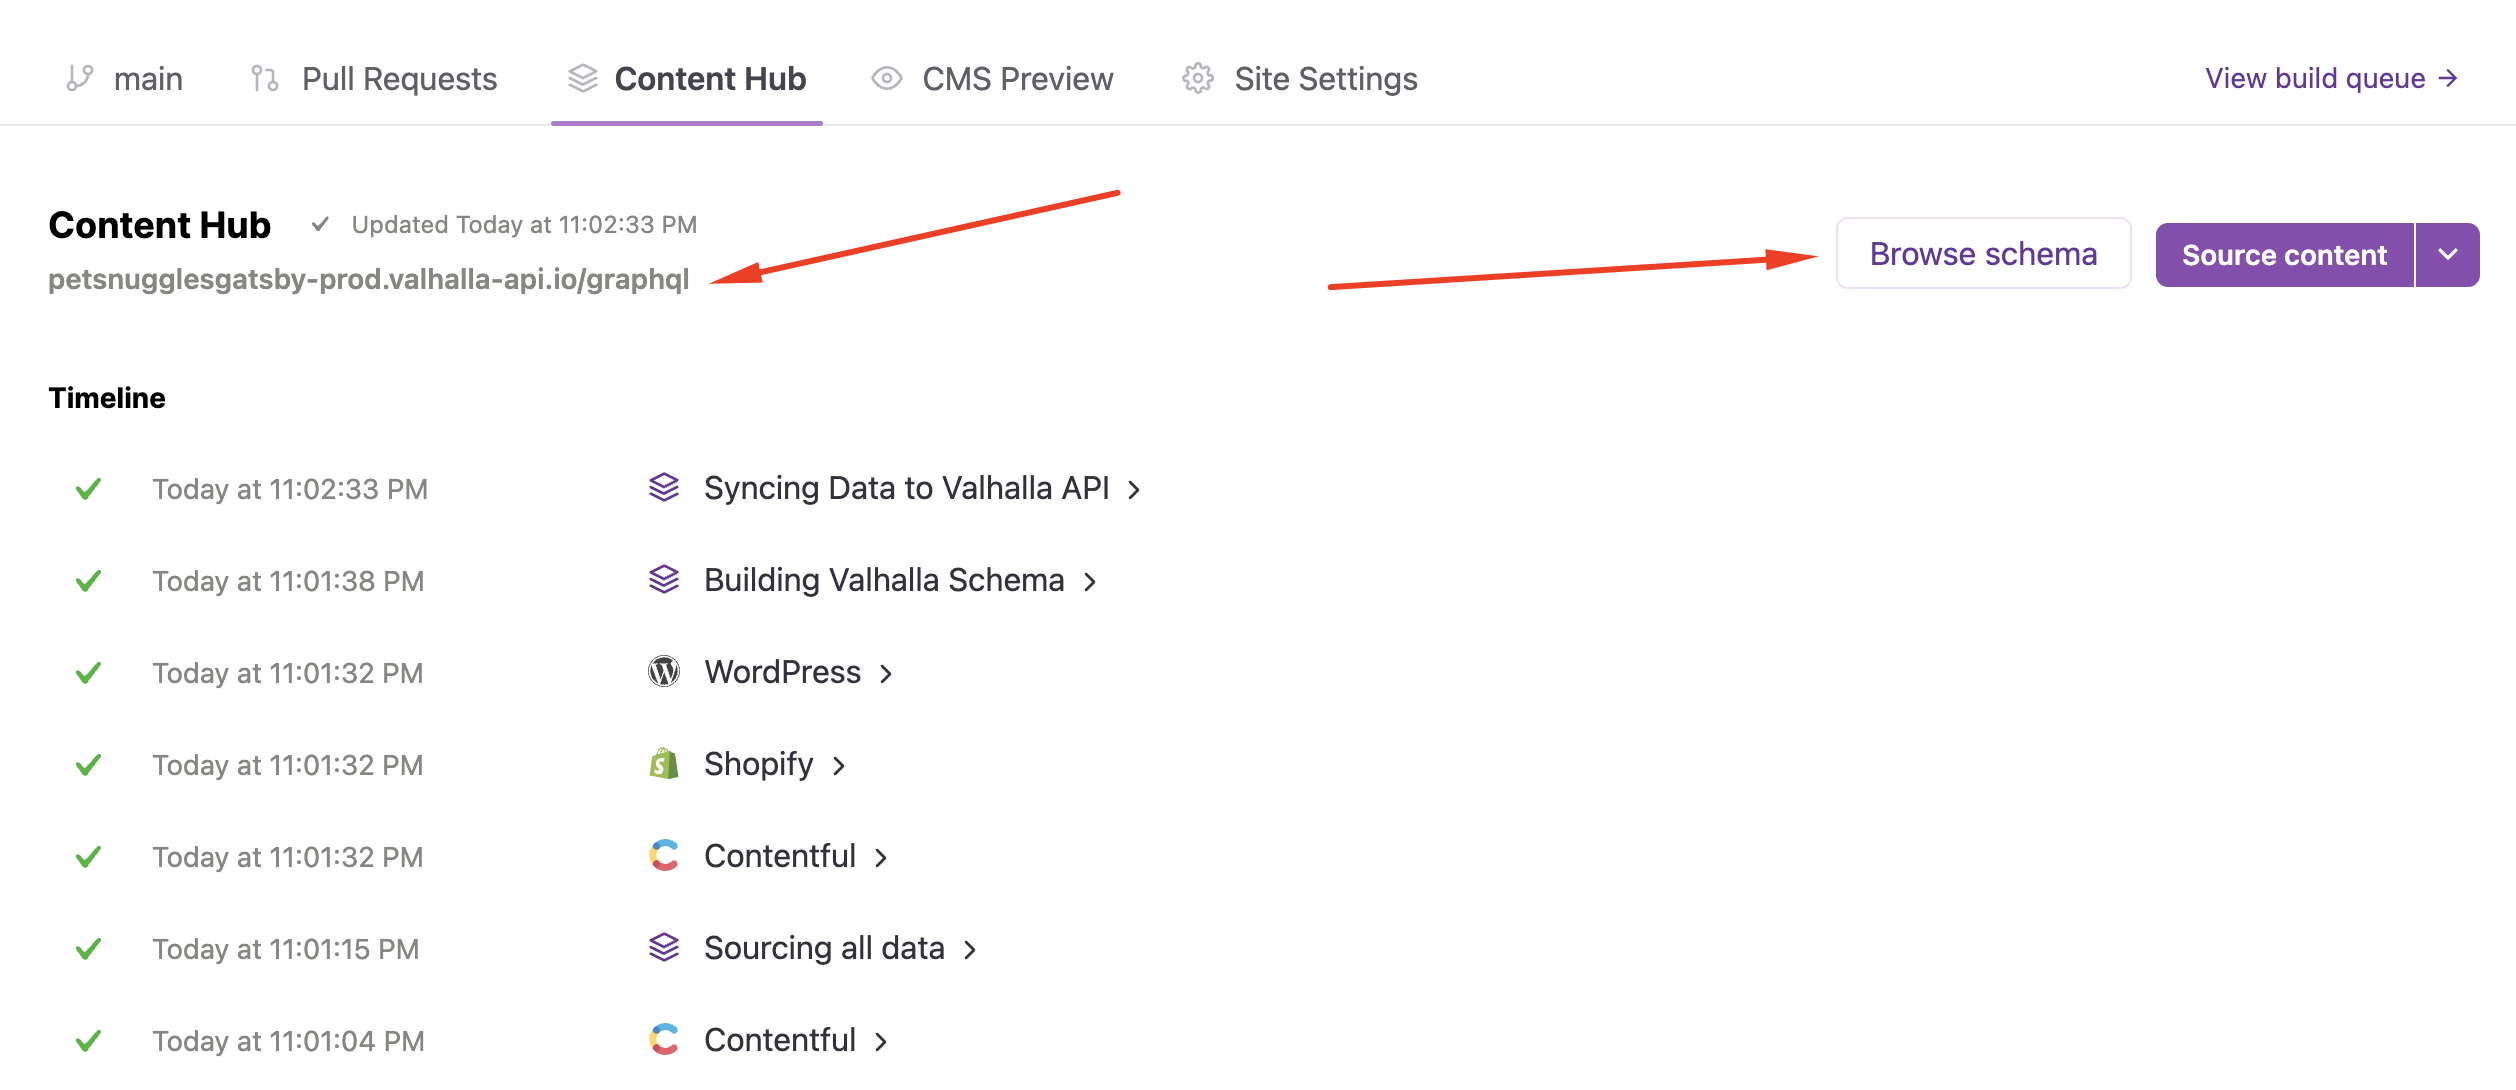 main Pull Requests Content Hub CMS Preview Site Settings View build queue →
Content Hub ✓ Updated Today at 11:02:33 PM
petsnugglesgatsby-prod.valhalla-api.io/graphql
Browse schema Source content
Timeline
Today at 11:02:33 PM Syncing Data to Valhalla API >
Today at 11:01:38 PM Building Valhalla Schema >
Today at 11:01:32 PM WordPress >
Today at 11:01:32 PM Shopify >
Today at 11:01:32 PM Contentful >
Today at 11:01:15 PM Sourcing all data >
Today at 11:01:04 PM Contentful >